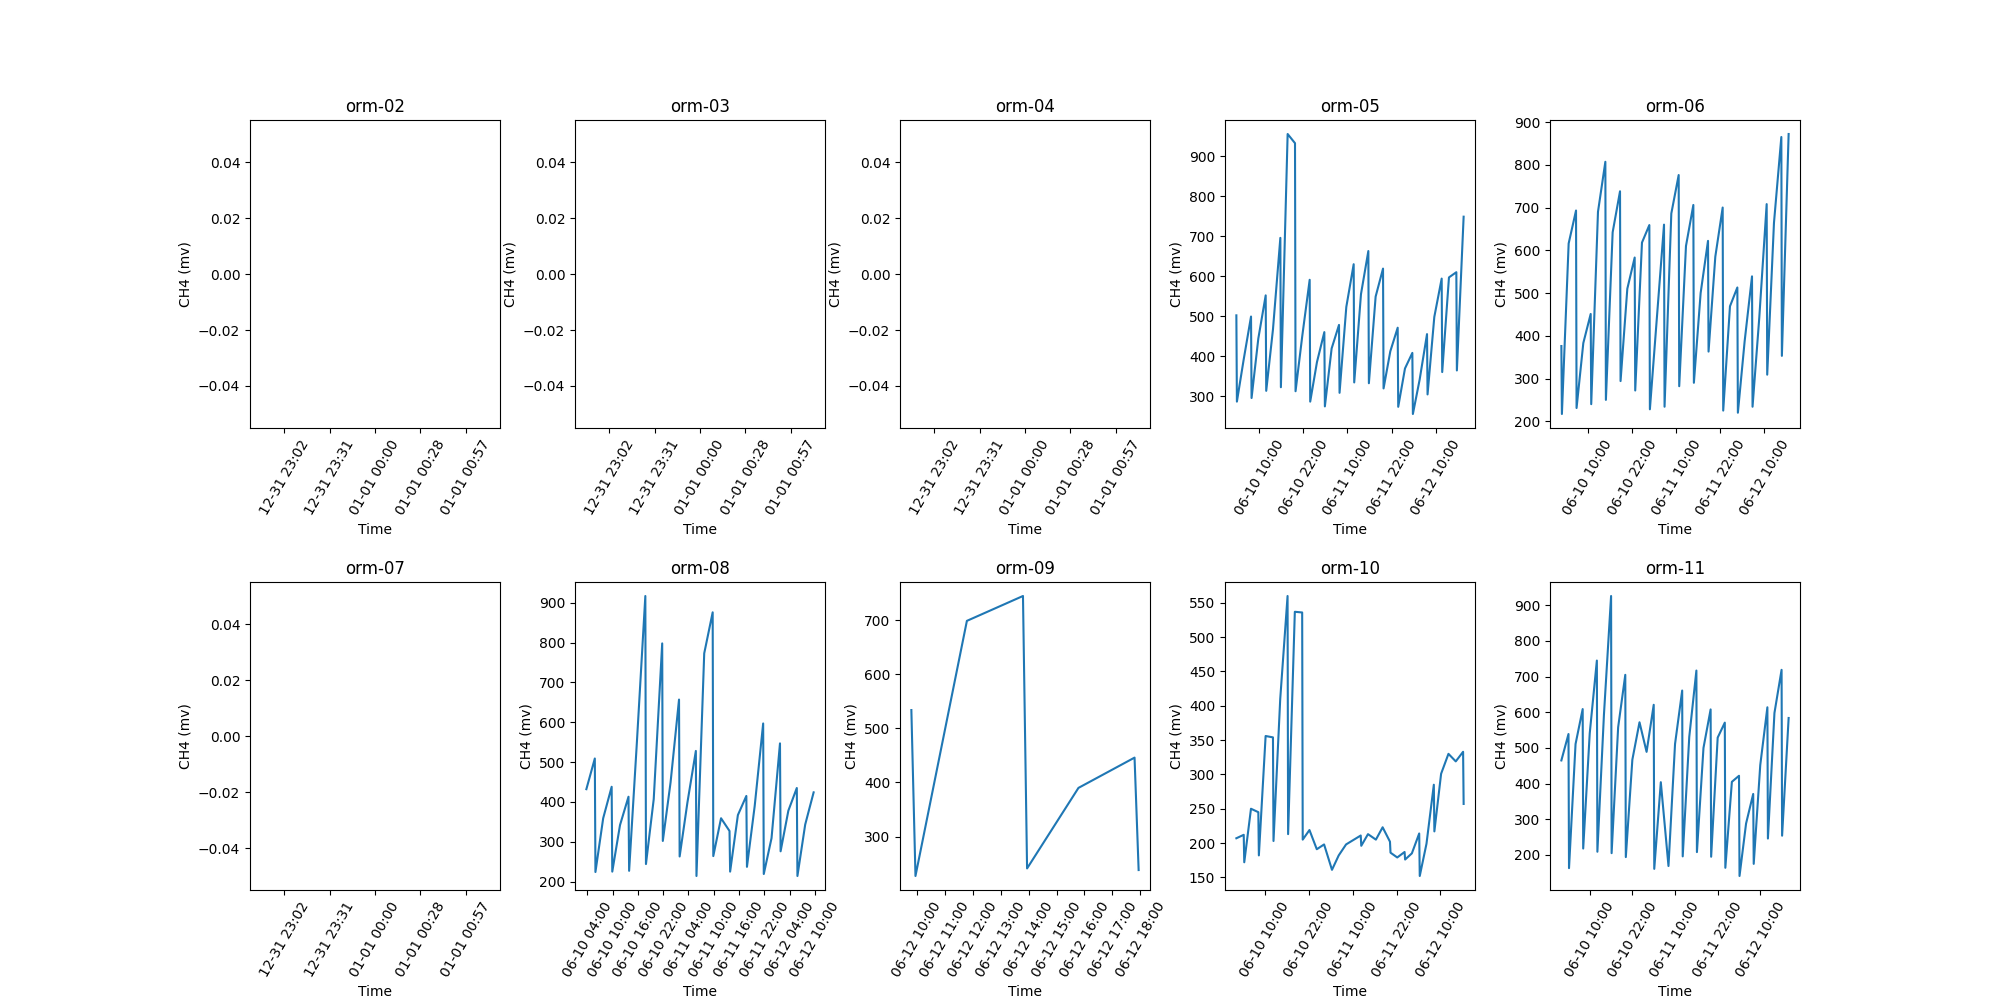 orm-02 orm-03 orm-04 orm-05 orm-06
CH4 (mv)
0.04
0.02
0.00
−0.02
−0.04
12-31 23:02 12-31 23:31 01-01 00:00 01-01 00:28 01-01 00:57
Time
CH4 (mv)
0.04
0.02
0.00
−0.02
−0.04
12-31 23:02 12-31 23:31 01-01 00:00 01-01 00:28 01-01 00:57
Time
CH4 (mv)
0.04
0.02
0.00
−0.02
−0.04
12-31 23:02 12-31 23:31 01-01 00:00 01-01 00:28 01-01 00:57
Time
CH4 (mv)
900
800
700
600
500
400
300
06-10 10:00 06-10 22:00 06-11 10:00 06-11 22:00 06-12 10:00
Time
CH4 (mv)
900
800
700
600
500
400
300
200
06-10 10:00 06-10 22:00 06-11 10:00 06-11 22:00 06-12 10:00
Time
orm-07 orm-08 orm-09 orm-10 orm-11
CH4 (mv)
0.04
0.02
0.00
−0.02
−0.04
12-31 23:02 12-31 23:31 01-01 00:00 01-01 00:28 01-01 00:57
Time
CH4 (mv)
900
800
700
600
500
400
300
200
06-10 04:00 06-10 10:00 06-10 16:00 06-10 22:00 06-11 04:00 06-11 10:00 06-11 16:00 06-11 22:00 06-12 04:00 06-12 10:00
Time
CH4 (mv)
700
600
500
400
300
06-12 10:00 06-12 11:00 06-12 12:00 06-12 13:00 06-12 14:00 06-12 15:00 06-12 16:00 06-12 17:00 06-12 18:00
Time
CH4 (mv)
550
500
450
400
350
300
250
200
150
06-10 10:00 06-10 22:00 06-11 10:00 06-11 22:00 06-12 10:00
Time
CH4 (mv)
900
800
700
600
500
400
300
200
06-10 10:00 06-10 22:00 06-11 10:00 06-11 22:00 06-12 10:00
Time